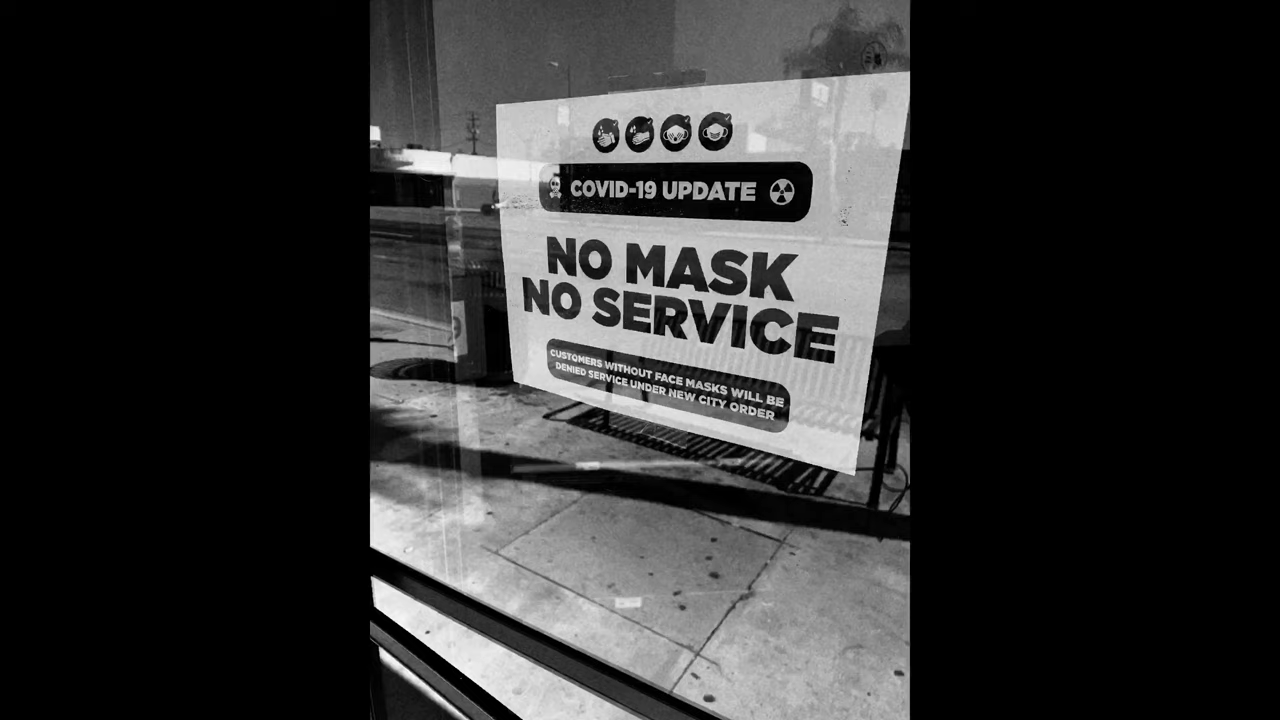 COVID-19 UPDATE
NO MASK
NO SERVICE
CUSTOMERS WITHOUT FACE MASKS WILL BE
DENIED SERVICE UNDER NEW CITY ORDER